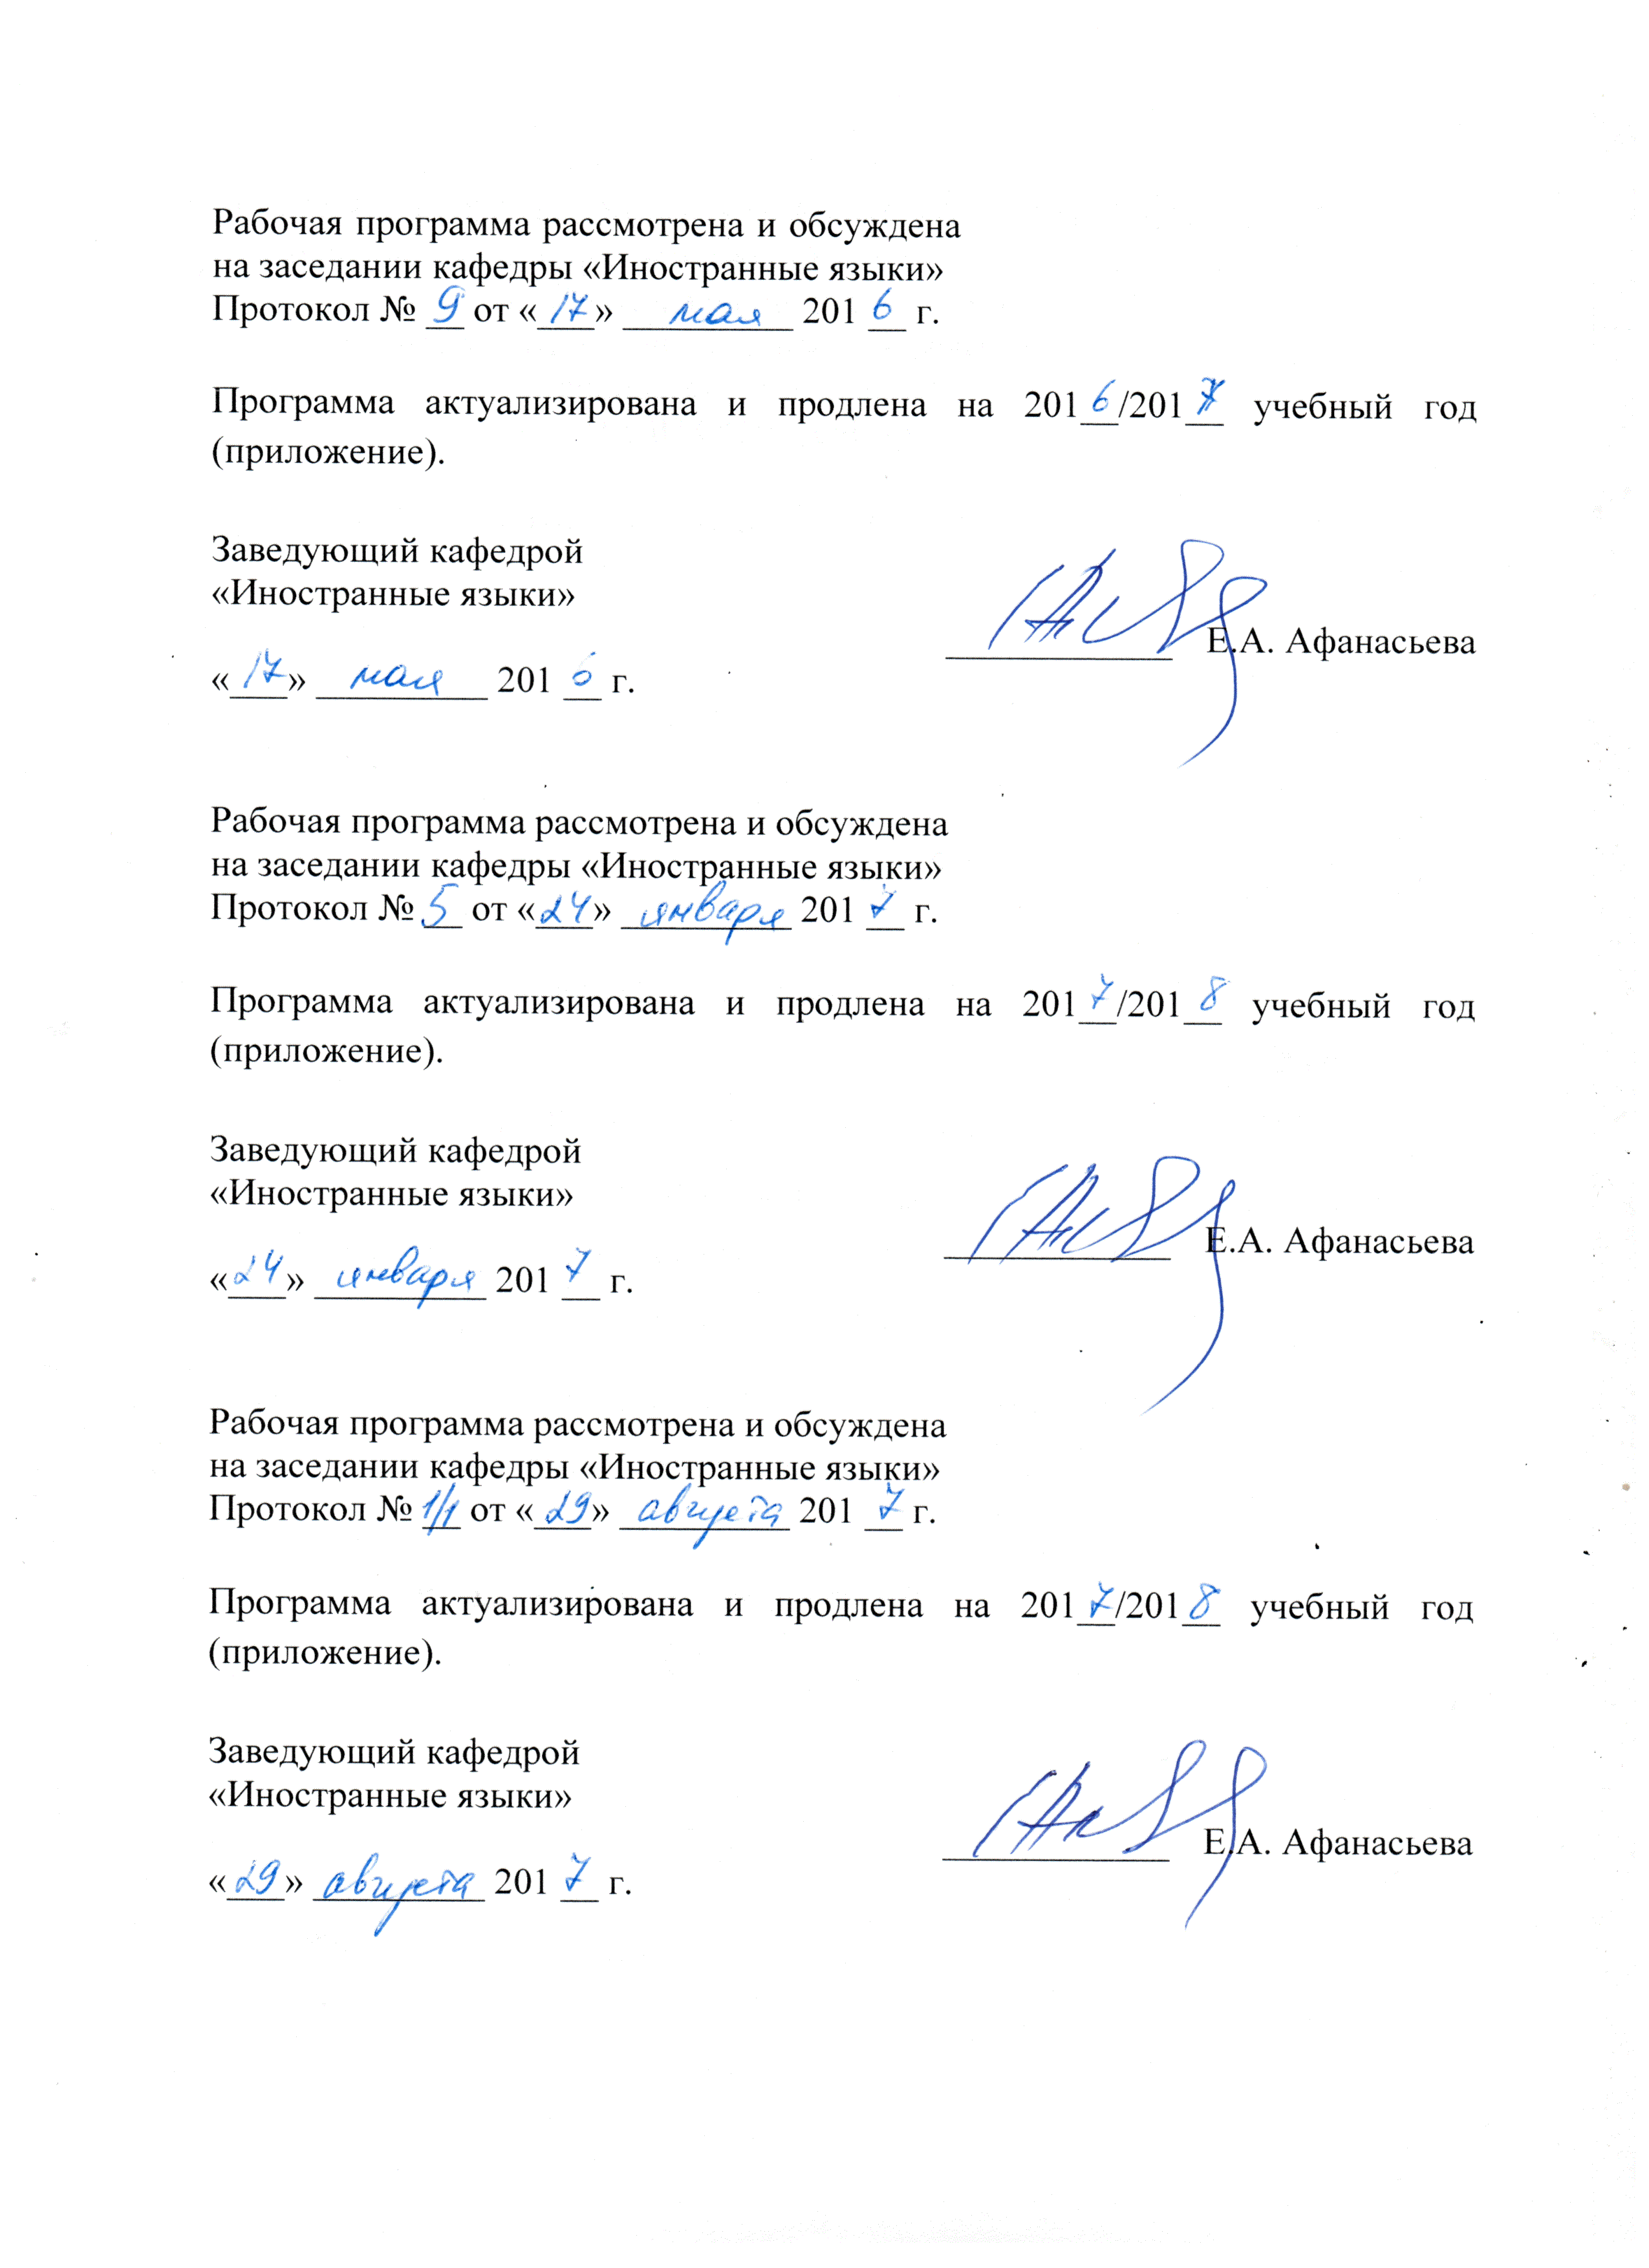 Рабочая программа рассмотрена и обсуждена
на заседании кафедры «Иностранные языки»
Протокол № 9 от «17» мая 2016 г.
Программа актуализирована и продлена на 2016/2017 учебный год
(приложение).
Заведующий кафедрой
«Иностранные языки»
Е.А. Афанасьева
«17» мая 2016 г.
Рабочая программа рассмотрена и обсуждена
на заседании кафедры «Иностранные языки»
Протокол № 5 от «24» января 2017 г.
Программа актуализирована и продлена на 2017/2018 учебный год
(приложение).
Заведующий кафедрой
«Иностранные языки»
Е.А. Афанасьева
«24» января 2017 г.
Рабочая программа рассмотрена и обсуждена
на заседании кафедры «Иностранные языки»
Протокол № 1/1 от «29» августа 2017 г.
Программа актуализирована и продлена на 2017/2018 учебный год
(приложение).
Заведующий кафедрой
«Иностранные языки»
Е.А. Афанасьева
«29» августа 2017 г.